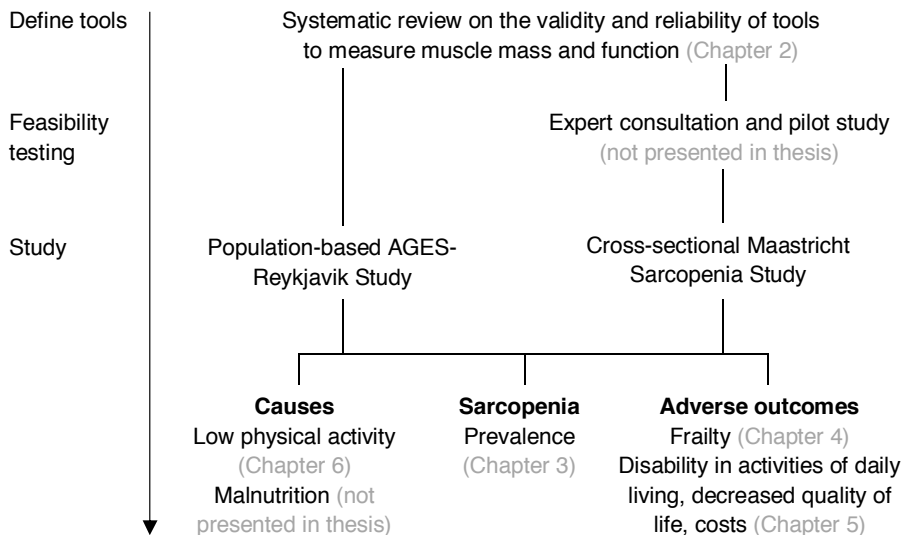 Define tools
Systematic review on the validity and reliability of tools
to measure muscle mass and function (Chapter 2)
Feasibility
testing
Expert consultation and pilot study
(not presented in thesis)
Study
Population-based AGES-
Reykjavik Study
Cross-sectional Maastricht
Sarcopenia Study
Causes
Low physical activity
(Chapter 6)
Malnutrition (not
presented in thesis)
Sarcopenia
Prevalence
(Chapter 3)
Adverse outcomes
Frailty (Chapter 4)
Disability in activities of daily
living, decreased quality of
life, costs (Chapter 5)